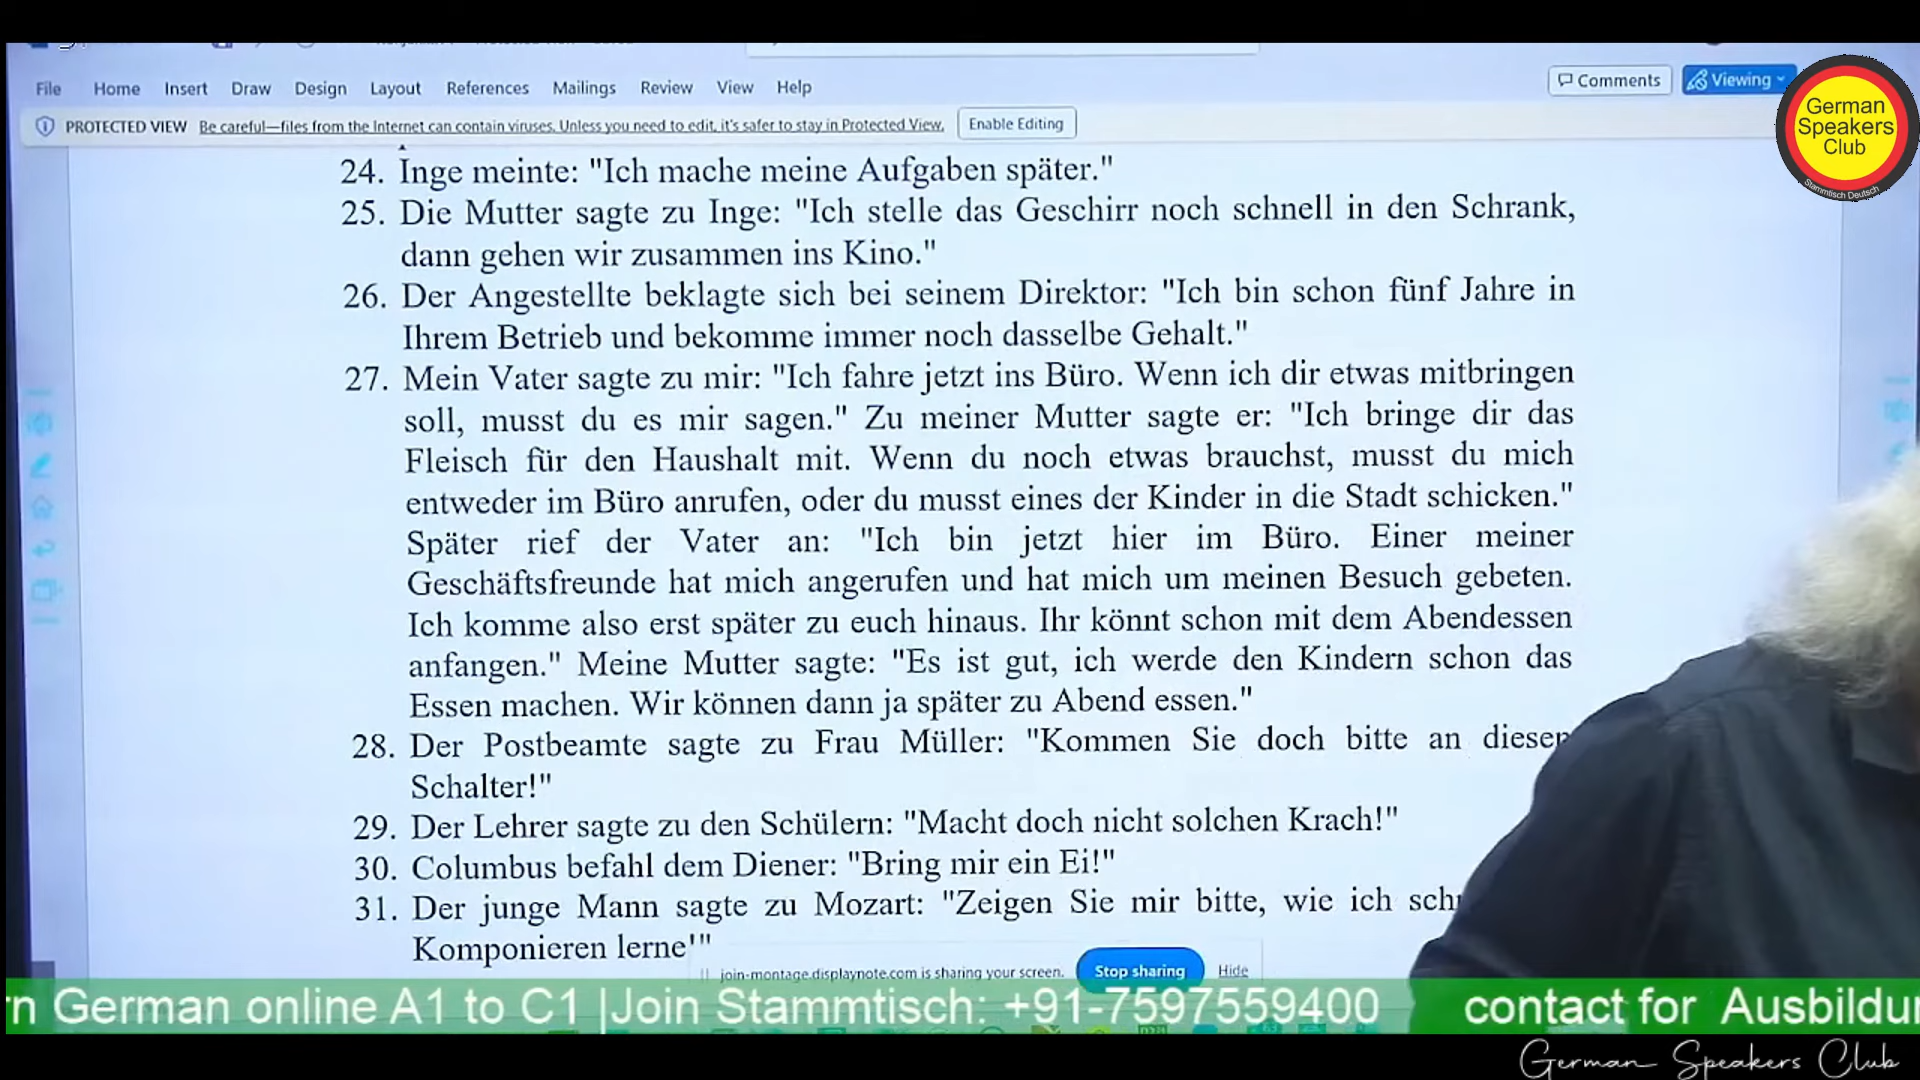 File Home Insert Draw Design Layout References Mailings Review View Help
Comments Viewing
German
Speakers
Club
Stammtisch Deutsch
PROTECTED VIEW Be careful—files from the Internet can contain viruses. Unless you need to edit, it's safer to stay in Protected View. Enable Editing
24. Inge meinte: "Ich mache meine Aufgaben später."
25. Die Mutter sagte zu Inge: "Ich stelle das Geschirr noch schnell in den Schrank,
dann gehen wir zusammen ins Kino."
26. Der Angestellte beklagte sich bei seinem Direktor: "Ich bin schon fünf Jahre in
Ihrem Betrieb und bekomme immer noch dasselbe Gehalt."
27. Mein Vater sagte zu mir: "Ich fahre jetzt ins Büro. Wenn ich dir etwas mitbringen
soll, musst du es mir sagen." Zu meiner Mutter sagte er: "Ich bringe dir das
Fleisch für den Haushalt mit. Wenn du noch etwas brauchst, musst du mich
entweder im Büro anrufen, oder du musst eines der Kinder in die Stadt schicken."
Später rief der Vater an: "Ich bin jetzt hier im Büro. Einer meiner
Geschäftsfreunde hat mich angerufen und hat mich um meinen Besuch gebeten.
Ich komme also erst später zu euch hinaus. Ihr könnt schon mit dem Abendessen
anfangen." Meine Mutter sagte: "Es ist gut, ich werde den Kindern schon das
Essen machen. Wir können dann ja später zu Abend essen."
28. Der Postbeamte sagte zu Frau Müller: "Kommen Sie doch bitte an diesen
Schalter!"
29. Der Lehrer sagte zu den Schülern: "Macht doch nicht solchen Krach!"
30. Columbus befahl dem Diener: "Bring mir ein Ei!"
31. Der junge Mann sagte zu Mozart: "Zeigen Sie mir bitte, wie ich
Komponieren lerne!"
join-montage.displaynote.com is sharing your screen. Stop sharing Hide
n German online A1 to C1 |Join Stammtisch: +91-7597559400 contact for Ausbildu
German Speakers Club